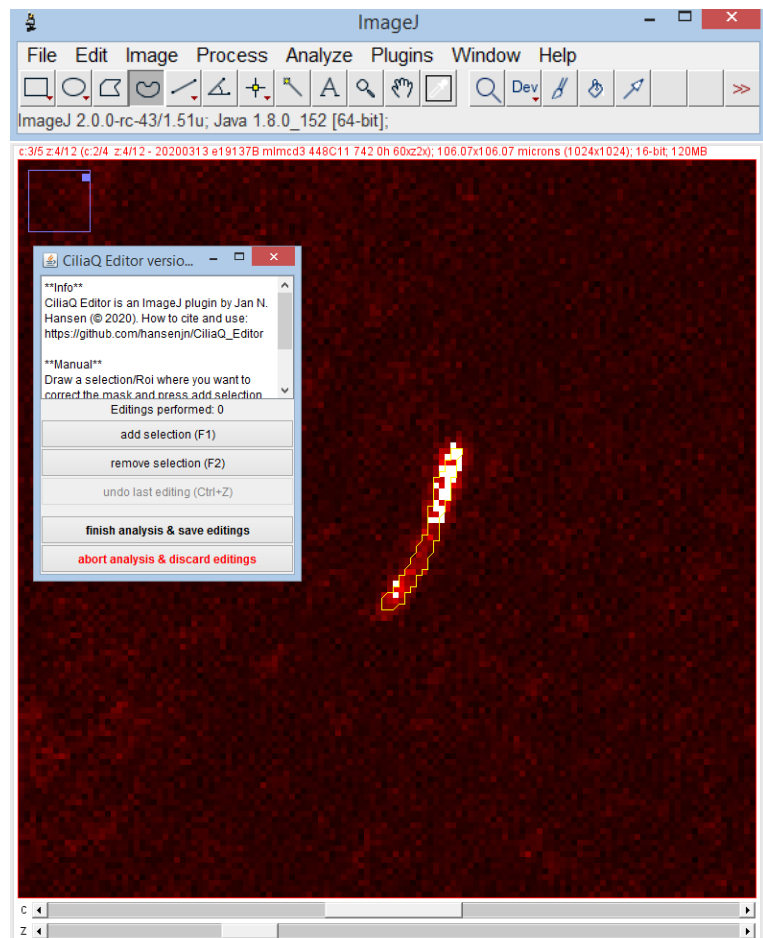 ImageJ
File Edit Image Process Analyze Plugins Window Help
A Dev >>
ImageJ 2.0.0-rc-43/1.51u; Java 1.8.0_152 [64-bit];
c:3/5 z:4/12 (c:2/4 z:4/12 - 20200313 e19137B mlmcd3 448C11 742 0h 60xz2x); 106.07x106.07 microns (1024x1024); 16-bit; 120MB
CiliaQ Editor versio...
**Info**
CiliaQ Editor is an ImageJ plugin by Jan N.
Hansen (© 2020). How to cite and use:
https://github.com/hansenjn/CiliaQ_Editor
**Manual**
Draw a selection/Roi where you want to
correct the mask and press add selection
Editings performed: 0
add selection (F1)
remove selection (F2)
undo last editing (Ctrl+Z)
finish analysis & save editings
abort analysis & discard editings
C
Z